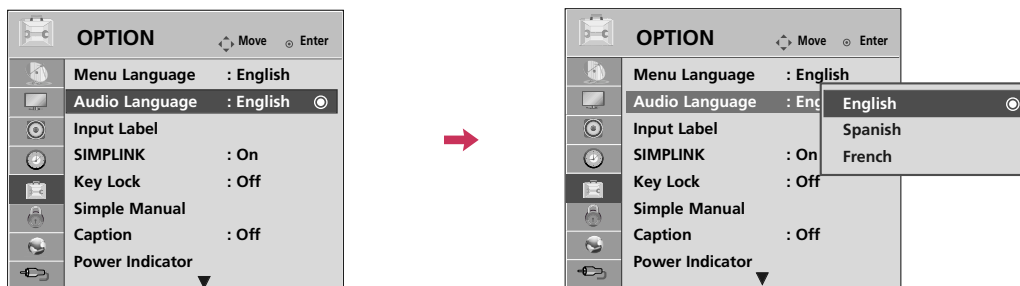 OPTION
Move Enter
Menu Language : English
Audio Language : English
Input Label
SIMPLINK : On
Key Lock : Off
Simple Manual
Caption : Off
Power Indicator
OPTION
Move Enter
Menu Language : English
Audio Language : Eng
Input Label
SIMPLINK : On
Key Lock : Off
Simple Manual
Caption : Off
Power Indicator
English
Spanish
French